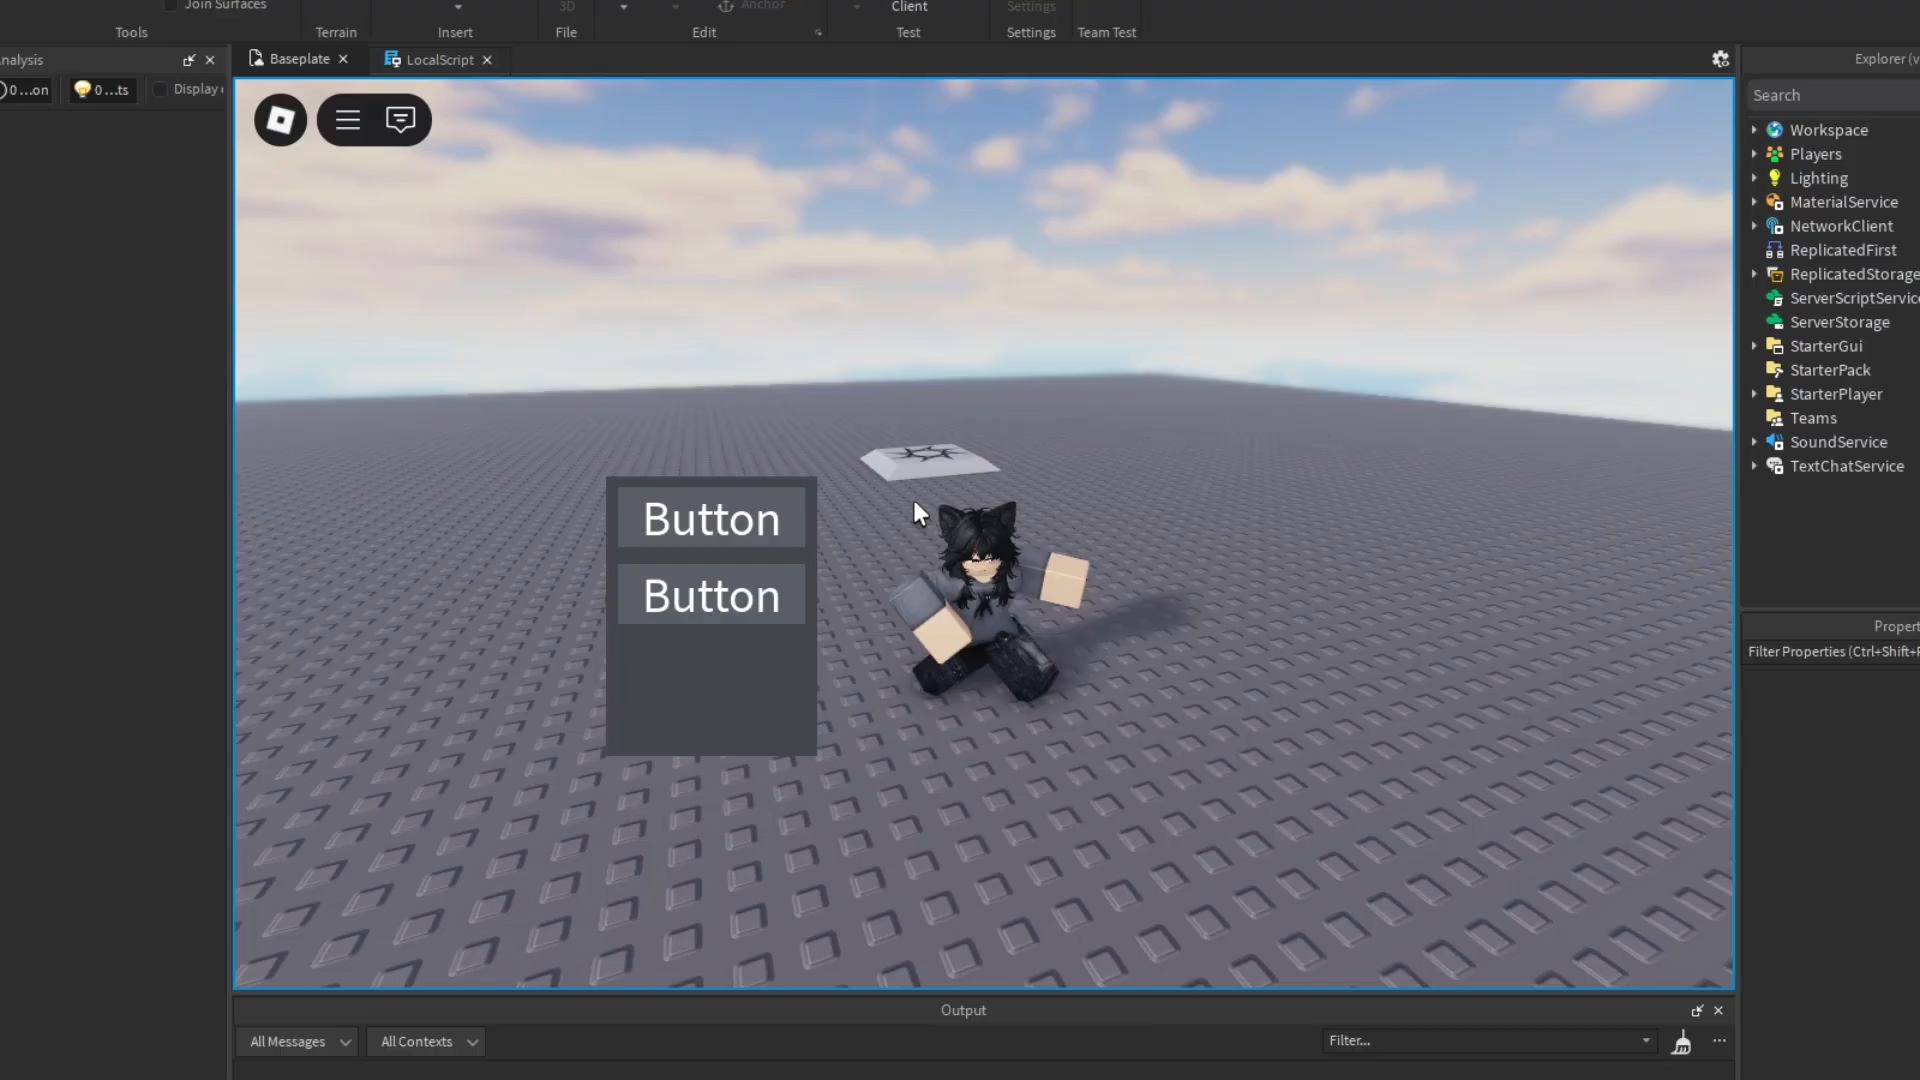 Join Surfaces
3D
Anchor
Client
Settings
Tools
Terrain
Insert
File
Edit
Test
Settings
Team Test
nalysis
Baseplate
LocalScript
Explorer (v
0 ...on
0 ...ts
Display
Search
Workspace
Players
Lighting
MaterialService
NetworkClient
ReplicatedFirst
ReplicatedStorage
ServerScriptService
ServerStorage
StarterGui
StarterPack
StarterPlayer
Teams
SoundService
TextChatService
Button
Button
Propert
Filter Properties (Ctrl+Shift+P
Output
All Messages
All Contexts
Filter...